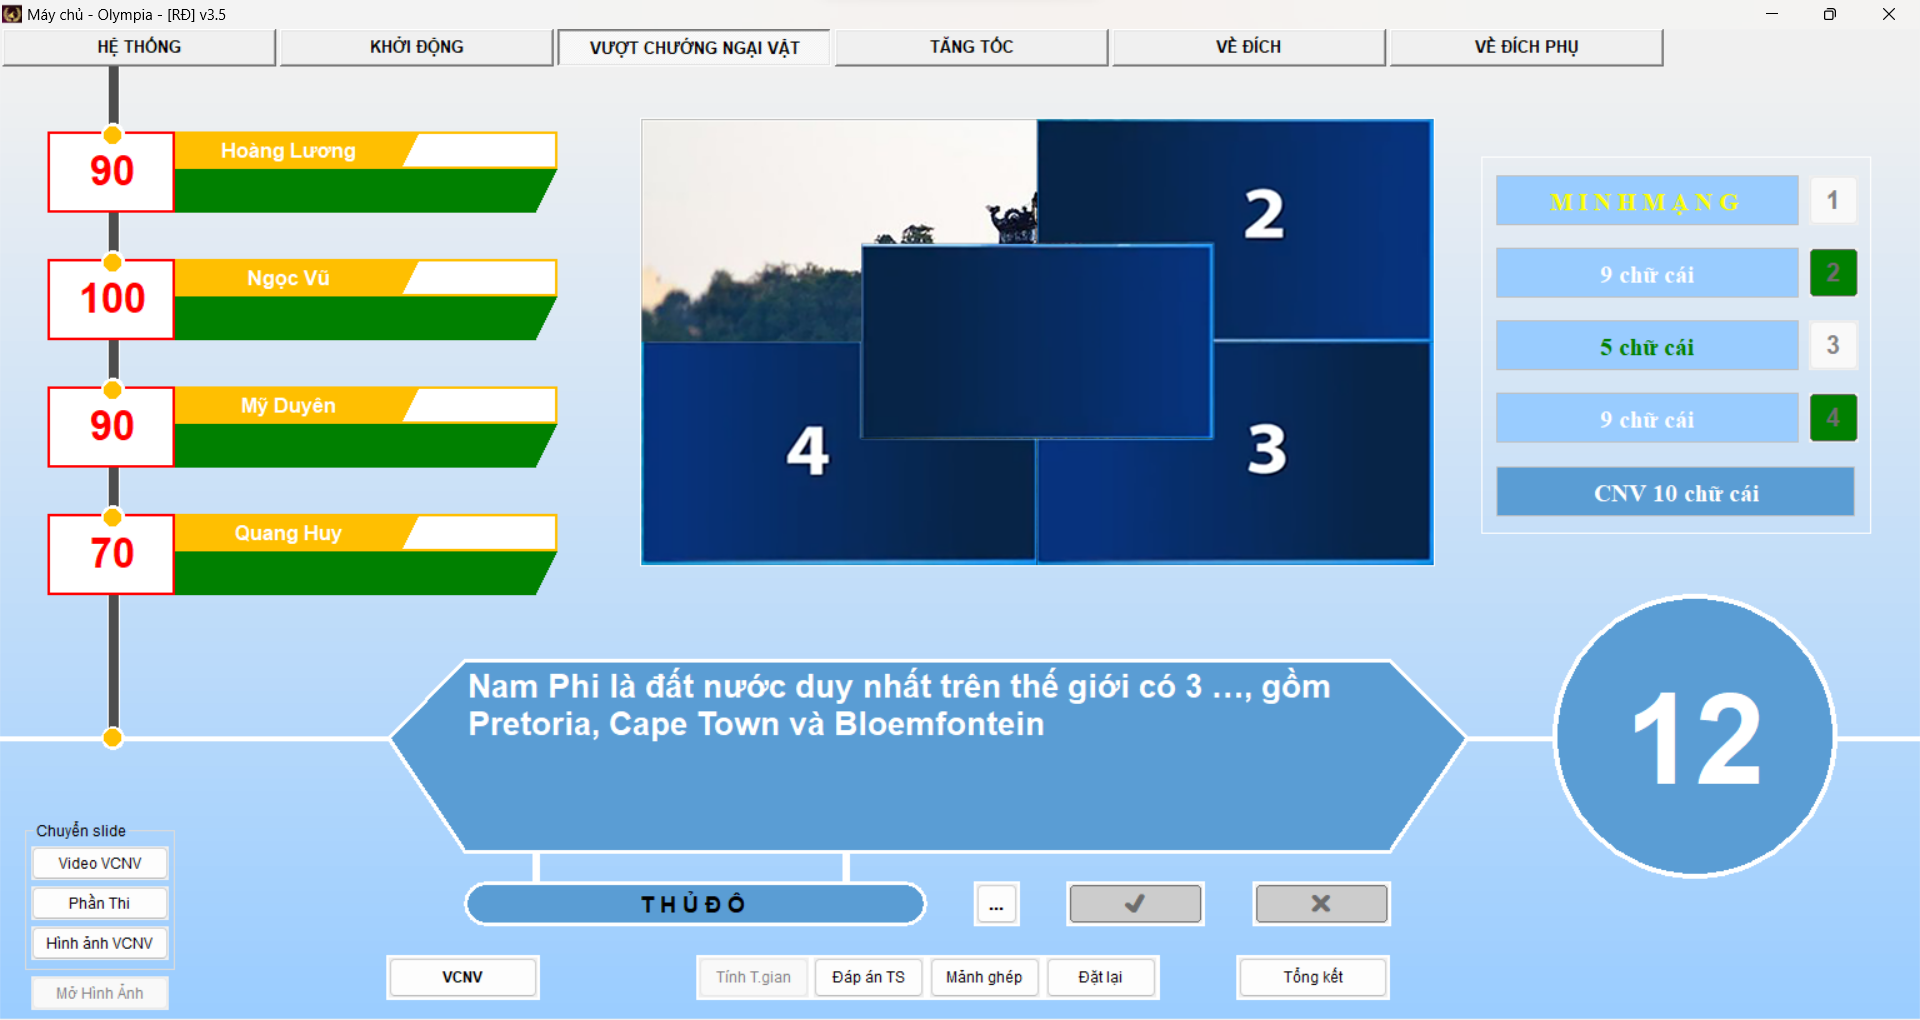 Máy chủ - Olympia - [RĐ] v3.5
HỆ THỐNG
KHỞI ĐỘNG
VƯỢT CHƯỚNG NGẠI VẬT
TĂNG TỐC
VỀ ĐÍCH
VỀ ĐÍCH PHỤ
90
Hoàng Lương
100
Ngọc Vũ
90
Mỹ Duyên
70
Quang Huy
2
4
3
M I N H M Ạ N G
1
9 chữ cái
2
5 chữ cái
3
9 chữ cái
4
CNV 10 chữ cái
Nam Phi là đất nước duy nhất trên thế giới có 3 ..., gồm
Pretoria, Cape Town và Bloemfontein
12
T H Ủ Đ Ô
...
Chuyển slide
Video VCNV
Phần Thi
Hình ảnh VCNV
Mở Hình Ảnh
VCNV
Tính T.gian
Đáp án TS
Mảnh ghép
Đặt lại
Tổng kết